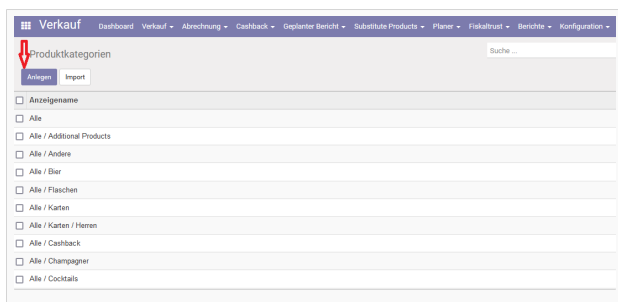 Verkauf Dashboard Verkauf Abrechnung Cashback Geplanter Bericht Substitute Products Planer Fiskaltrust Berichte Konfiguration
Produktkategorien Suche ...
Anlegen Import
Anzeigename
Alle
Alle / Additional Products
Alle / Andere
Alle / Bier
Alle / Flaschen
Alle / Karten
Alle / Karten / Herren
Alle / Cashback
Alle / Champagner
Alle / Cocktails